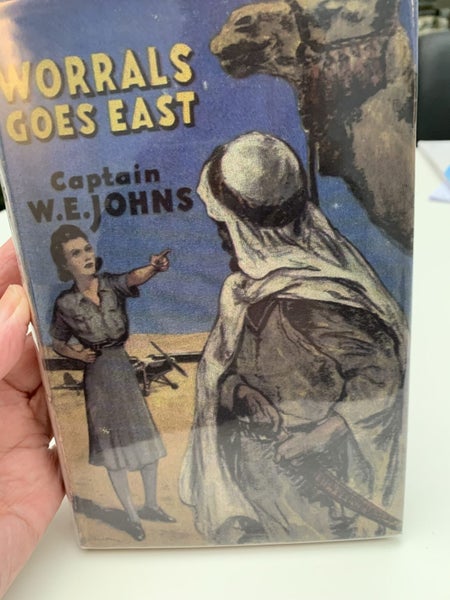 WORRALS
GOES EAST
Captain
W.E. JOHNS